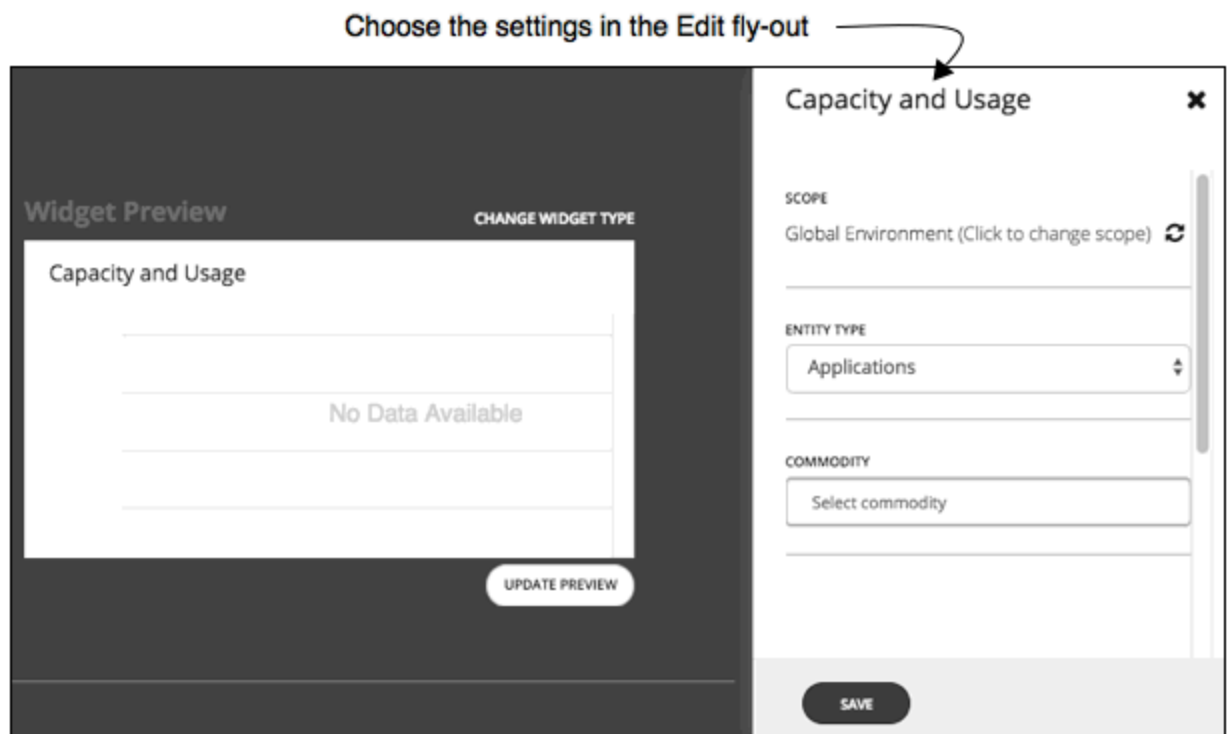 Choose the settings in the Edit fly-out
Widget Preview
CHANGE WIDGET TYPE
Capacity and Usage
No Data Available
UPDATE PREVIEW
Capacity and Usage
SCOPE
Global Environment (Click to change scope)
ENTITY TYPE
Applications
COMMODITY
Select commodity
SAVE